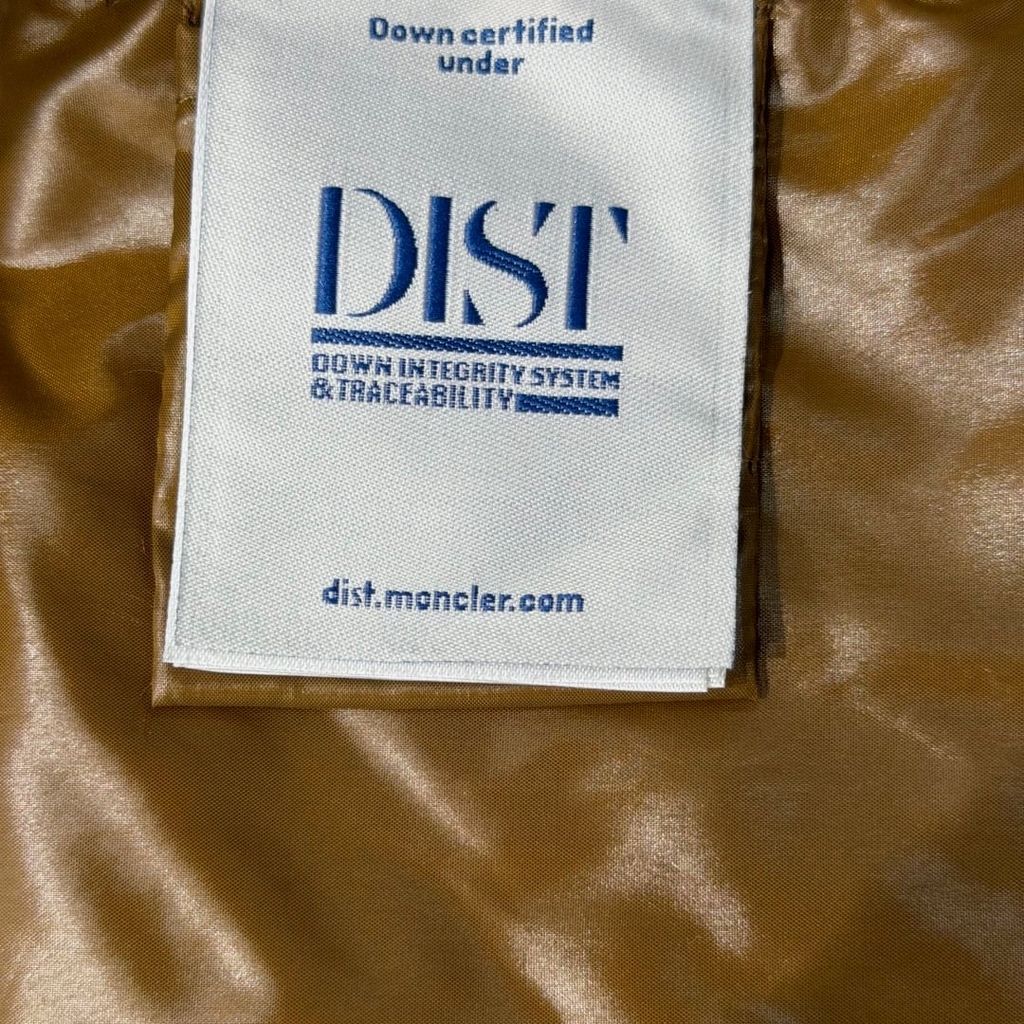 Down certified
under
DIST
DOWN INTEGRITY SYSTEM
& TRACEABILITY
dist.moncler.com